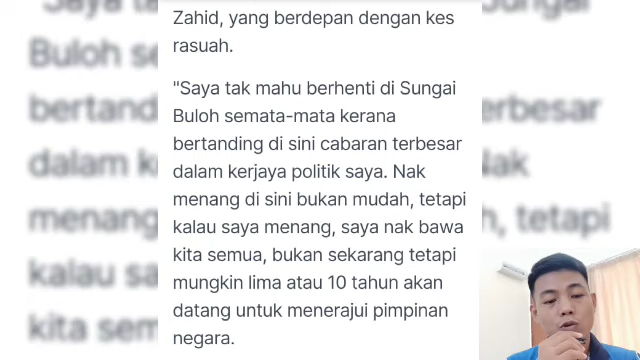 Zahid, yang berdepan dengan kes
rasuah.
"Saya tak mahu berhenti di Sungai
Buloh semata-mata kerana
bertanding di sini cabaran terbesar
dalam kerjaya politik saya. Nak
menang di sini bukan mudah, tetapi
kalau saya menang, saya nak bawa
kita semua, bukan sekarang tetapi
mungkin lima atau 10 tahun akan
datang untuk menerajui pimpinan
negara.